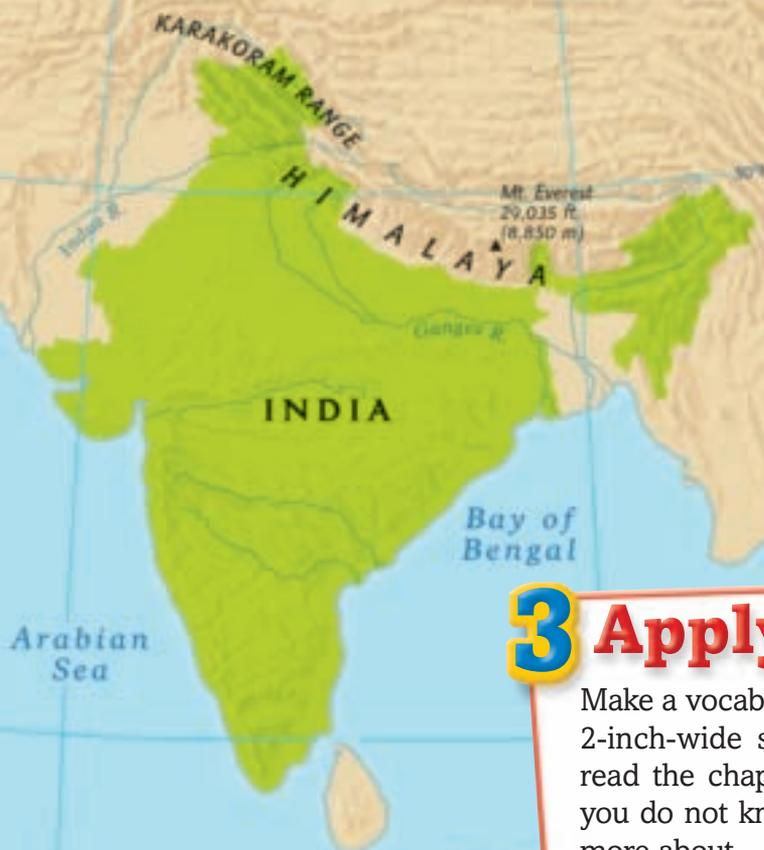 KARAKORAM RANGE
HIMALAYA
Mt. Everest
29,035 ft.
(8,850 m)
Indus R.
Ganges R.
INDIA
Bay of
Bengal
Arabian
Sea
3 Apply
Make a vocab
2-inch-wide s
read the chap
you do not kn
more about